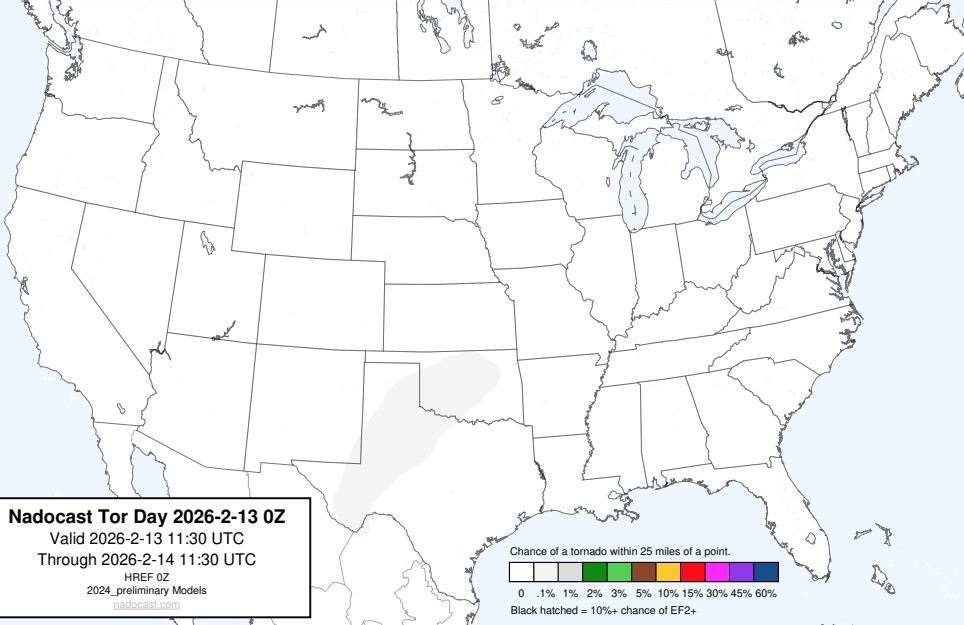 Nadocast Tor Day 2026-2-13 0Z
Valid 2026-2-13 11:30 UTC
Through 2026-2-14 11:30 UTC
HREF 0Z
2024_preliminary Models
nadocast.com
Chance of a tornado within 25 miles of a point.
0 .1% 1% 2% 3% 5% 10% 15% 30% 45% 60%
Black hatched = 10%+ chance of EF2+